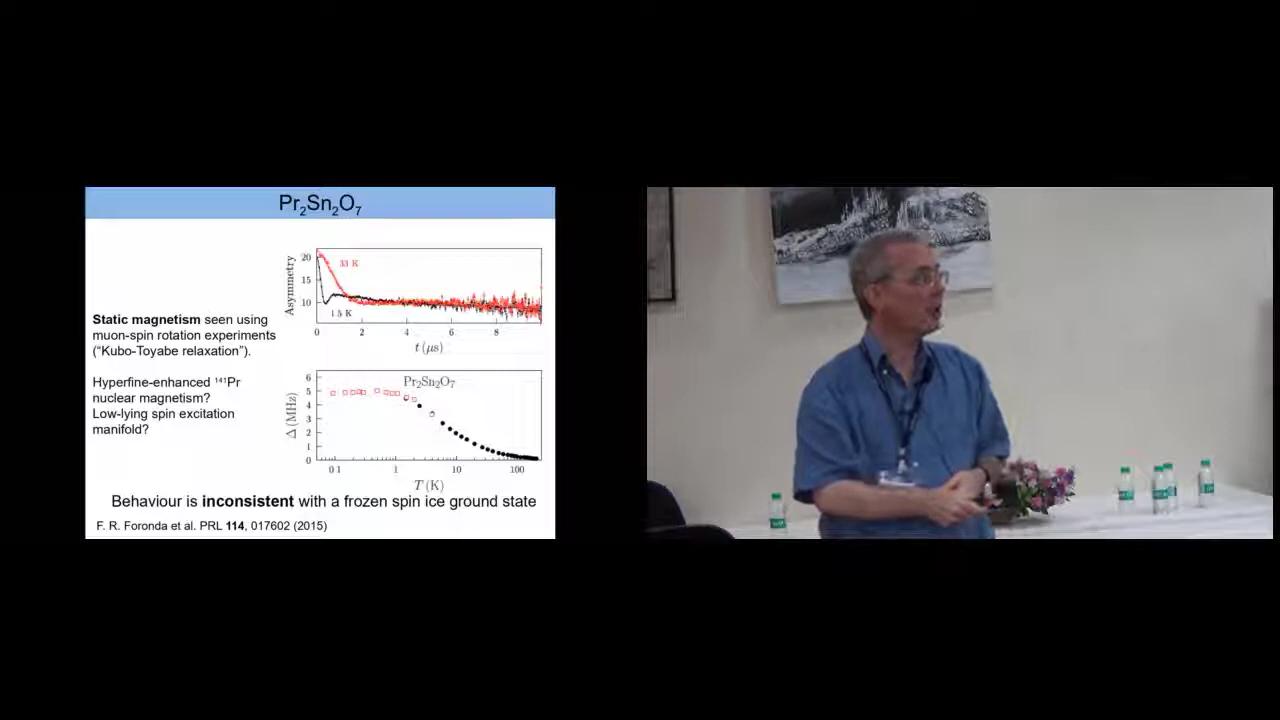 Pr₂Sn₂O₇
Static magnetism seen using
muon-spin rotation experiments
("Kubo-Toyabe relaxation").
Hyperfine-enhanced ¹⁴¹Pr
nuclear magnetism?
Low-lying spin excitation
manifold?
Asymmetry
20
15
10
33 K
1.5 K
0 2 4 6 8
t (μs)
Δ (MHz)
6
5
4
3
2
1
0
Pr₂Sn₂O₇
0.1 1 10 100
T (K)
Behaviour is inconsistent with a frozen spin ice ground state
F. R. Foronda et al. PRL 114, 017602 (2015)